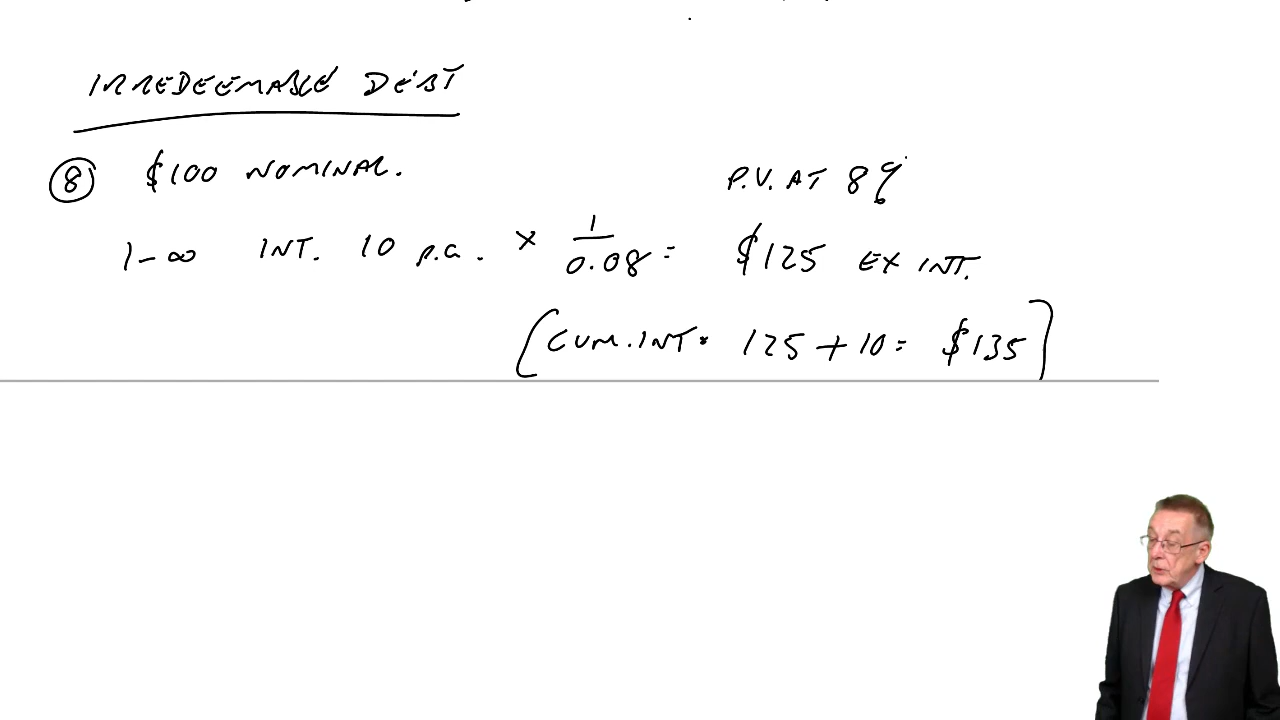 IRREDEEMABLE DEBT
8 $100 NOMINAL. P.V. AT 8%
1-∞ INT. 10 p.a. × 1/0.08 = $125 EX INT.
[CUM. INT. 125 + 10 = $135]